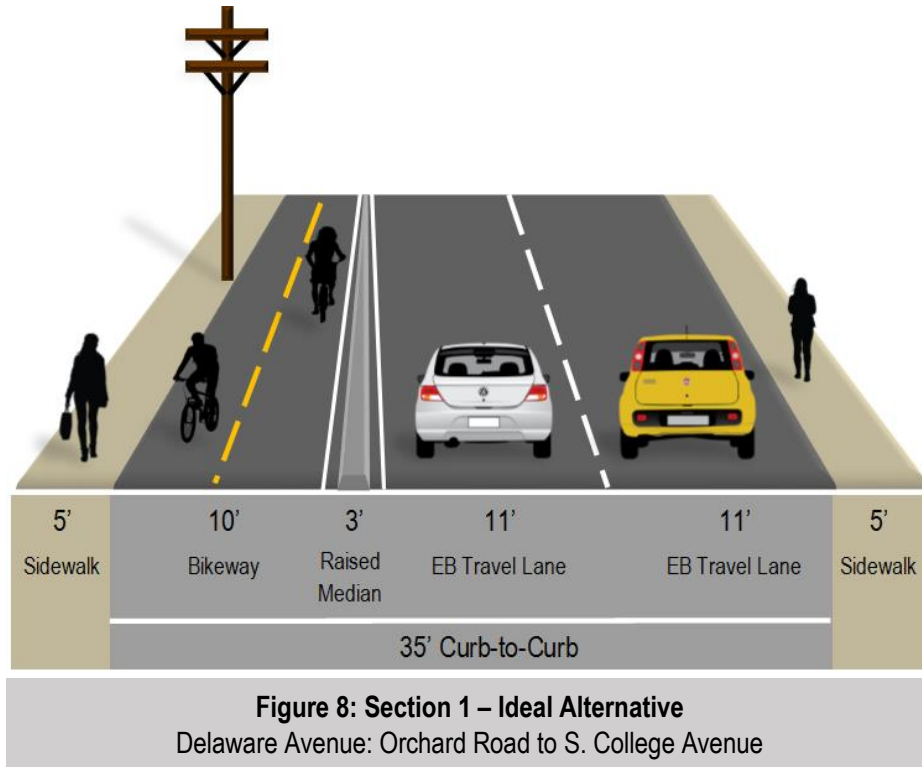 5' 10' 3' 11' 11' 5'
Sidewalk Bikeway Raised Median EB Travel Lane EB Travel Lane Sidewalk
35' Curb-to-Curb
Figure 8: Section 1 – Ideal Alternative
Delaware Avenue: Orchard Road to S. College Avenue